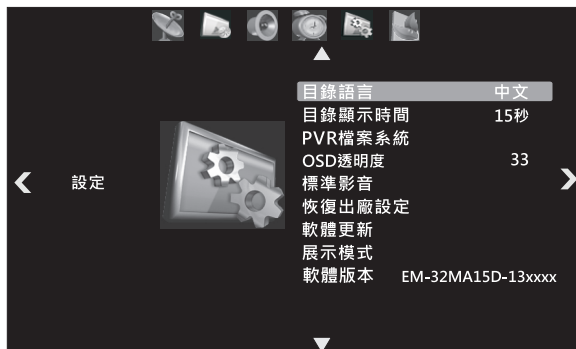 設定
目錄語言 中文
目錄顯示時間 15秒
PVR檔案系統
OSD透明度 33
標準影音
恢復出廠設定
軟體更新
展示模式
軟體版本 EM-32MA15D-13xxxx